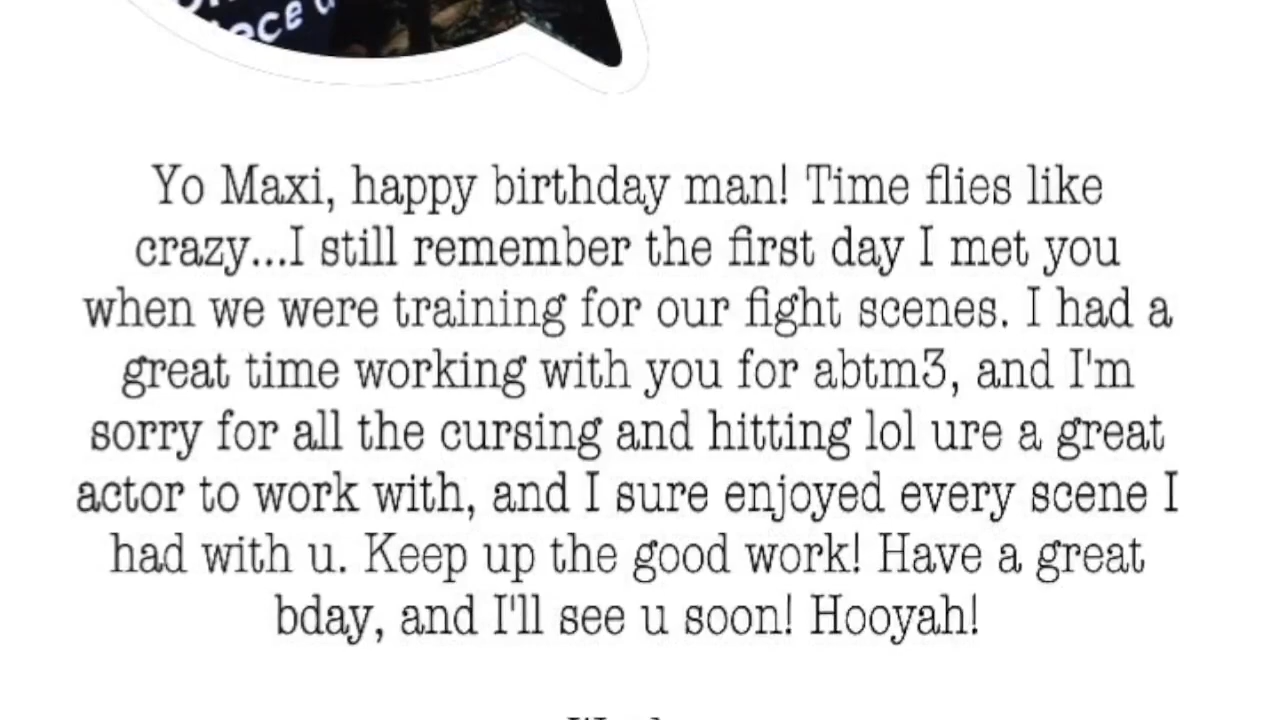 Yo Maxi, happy birthday man! Time flies like
crazy...I still remember the first day I met you
when we were training for our fight scenes. I had a
great time working with you for abtm3, and I'm
sorry for all the cursing and hitting lol ure a great
actor to work with, and I sure enjoyed every scene I
had with u. Keep up the good work! Have a great
bday, and I'll see u soon! Hooyah!